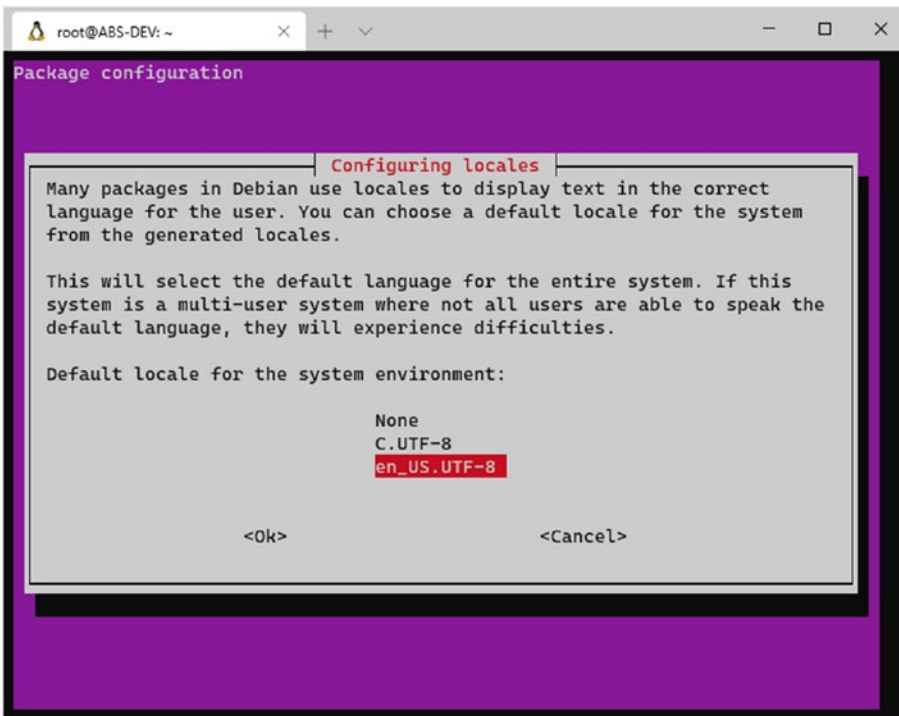 root@ABS-DEV: ~
Package configuration
Configuring locales
Many packages in Debian use locales to display text in the correct
language for the user. You can choose a default locale for the system
from the generated locales.
This will select the default language for the entire system. If this
system is a multi-user system where not all users are able to speak the
default language, they will experience difficulties.
Default locale for the system environment:
None
C.UTF-8
en_US.UTF-8
<Ok> <Cancel>